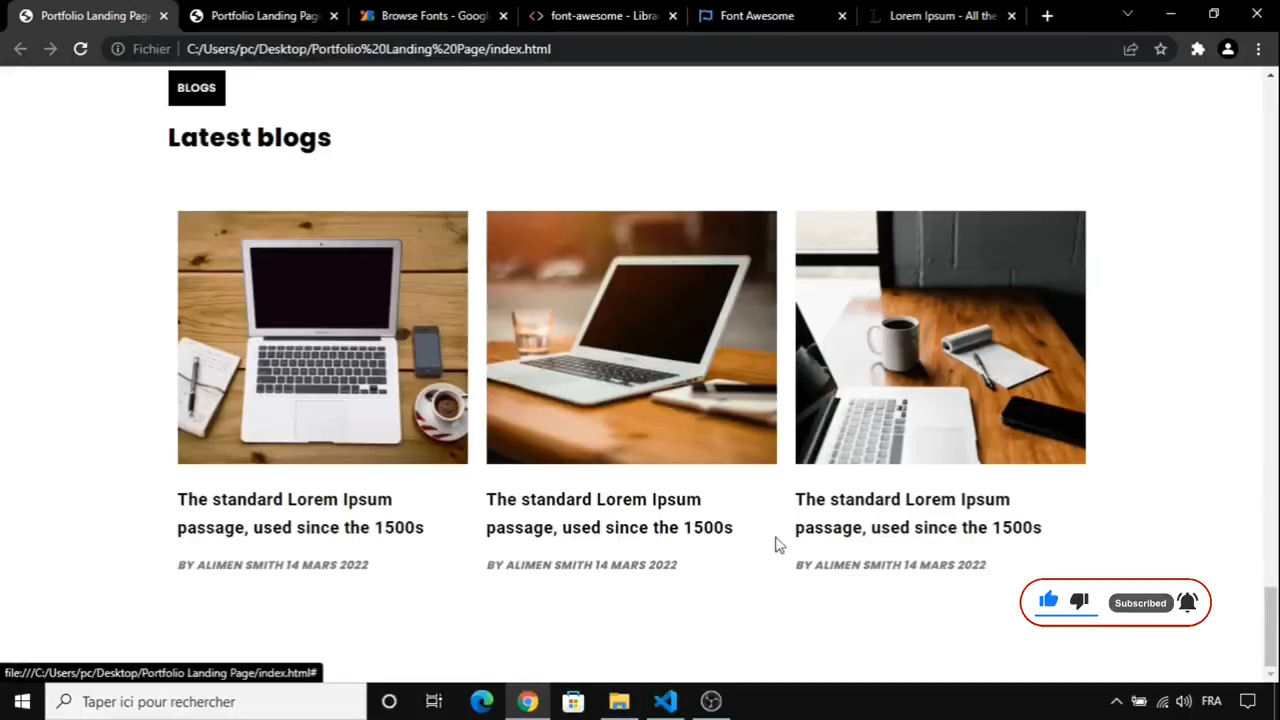 Portfolio Landing Pag
Portfolio Landing Pag
Browse Fonts - Googl
font-awesome - Librar
Font Awesome
Lorem Ipsum - All the
Fichier
C:/Users/pc/Desktop/Portfolio%20Landing%20Page/index.html
BLOGS
Latest blogs
The standard Lorem Ipsum
passage, used since the 1500s
BY ALIMEN SMITH 14 MARS 2022
The standard Lorem Ipsum
passage, used since the 1500s
BY ALIMEN SMITH 14 MARS 2022
The standard Lorem Ipsum
passage, used since the 1500s
BY ALIMEN SMITH 14 MARS 2022
Subscribed
file:///C:/Users/pc/Desktop/Portfolio Landing Page/index.html#
Taper ici pour rechercher
FRA